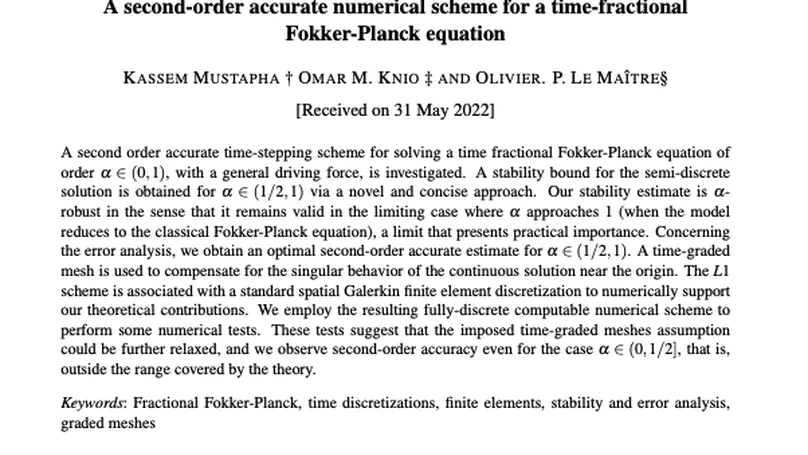 A second-order accurate numerical scheme for a time-fractional
Fokker-Planck equation
KASSEM MUSTAPHA † OMAR M. KNIO ‡ AND OLIVIER. P. LE MAÎTRE§
[Received on 31 May 2022]
A second order accurate time-stepping scheme for solving a time fractional Fokker-Planck equation of
order α ∈ (0,1), with a general driving force, is investigated. A stability bound for the semi-discrete
solution is obtained for α ∈ (1/2,1) via a novel and concise approach. Our stability estimate is α-
robust in the sense that it remains valid in the limiting case where α approaches 1 (when the model
reduces to the classical Fokker-Planck equation), a limit that presents practical importance. Concerning
the error analysis, we obtain an optimal second-order accurate estimate for α ∈ (1/2,1). A time-graded
mesh is used to compensate for the singular behavior of the continuous solution near the origin. The L1
scheme is associated with a standard spatial Galerkin finite element discretization to numerically support
our theoretical contributions. We employ the resulting fully-discrete computable numerical scheme to
perform some numerical tests. These tests suggest that the imposed time-graded meshes assumption
could be further relaxed, and we observe second-order accuracy even for the case α ∈ (0,1/2], that is,
outside the range covered by the theory.
Keywords: Fractional Fokker-Planck, time discretizations, finite elements, stability and error analysis,
graded meshes